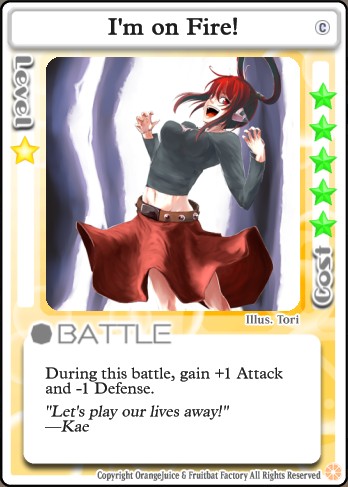 I'm on Fire!
©
Level
Cost
Illus. Tori
BATTLE
During this battle, gain +1 Attack
and -1 Defense.
"Let's play our lives away!"
—Kae
Copyright OrangeJuice & Fruitbat Factory All Rights Reserved